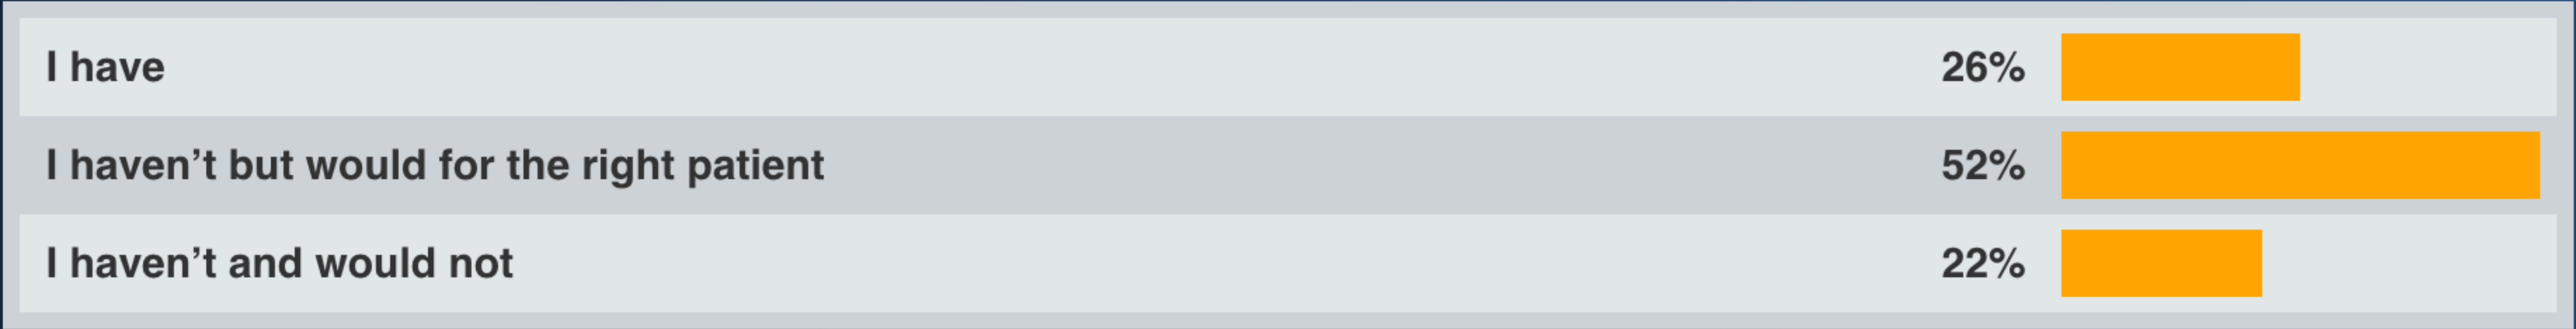 I have 26%
I haven’t but would for the right patient 52%
I haven’t and would not 22%